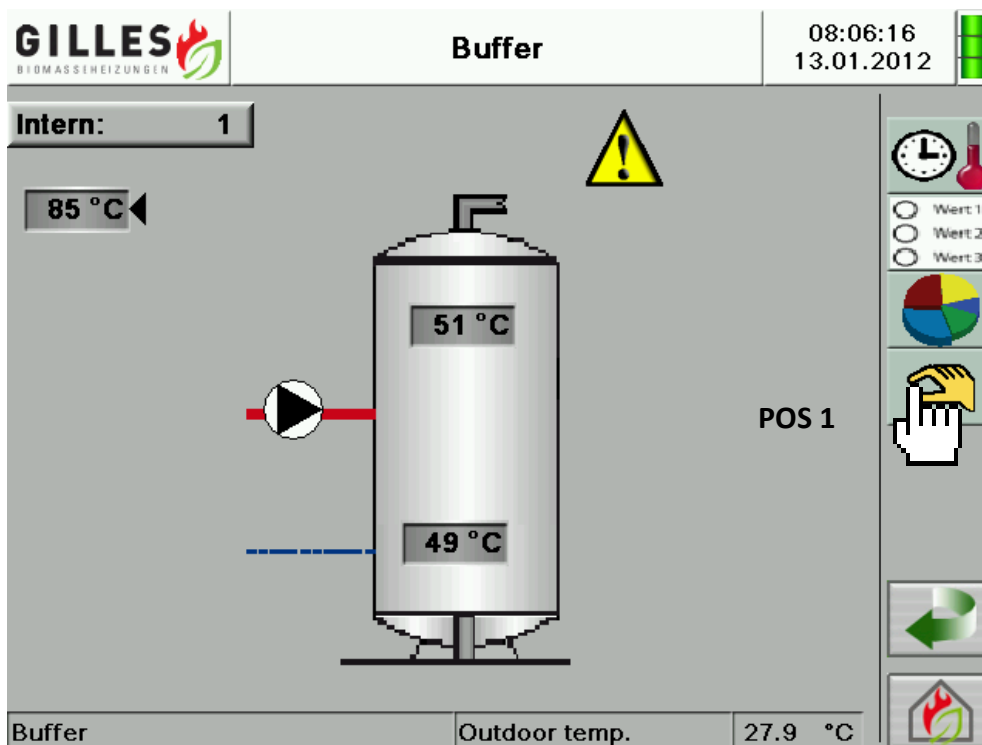 GILLES
BIOMASSEHEIZUNGEN
Buffer
08:06:16
13.01.2012
Intern: 1
85 °C
Wert 1
Wert 2
Wert 3
51 °C
POS 1
49 °C
Buffer
Outdoor temp.
27.9 °C